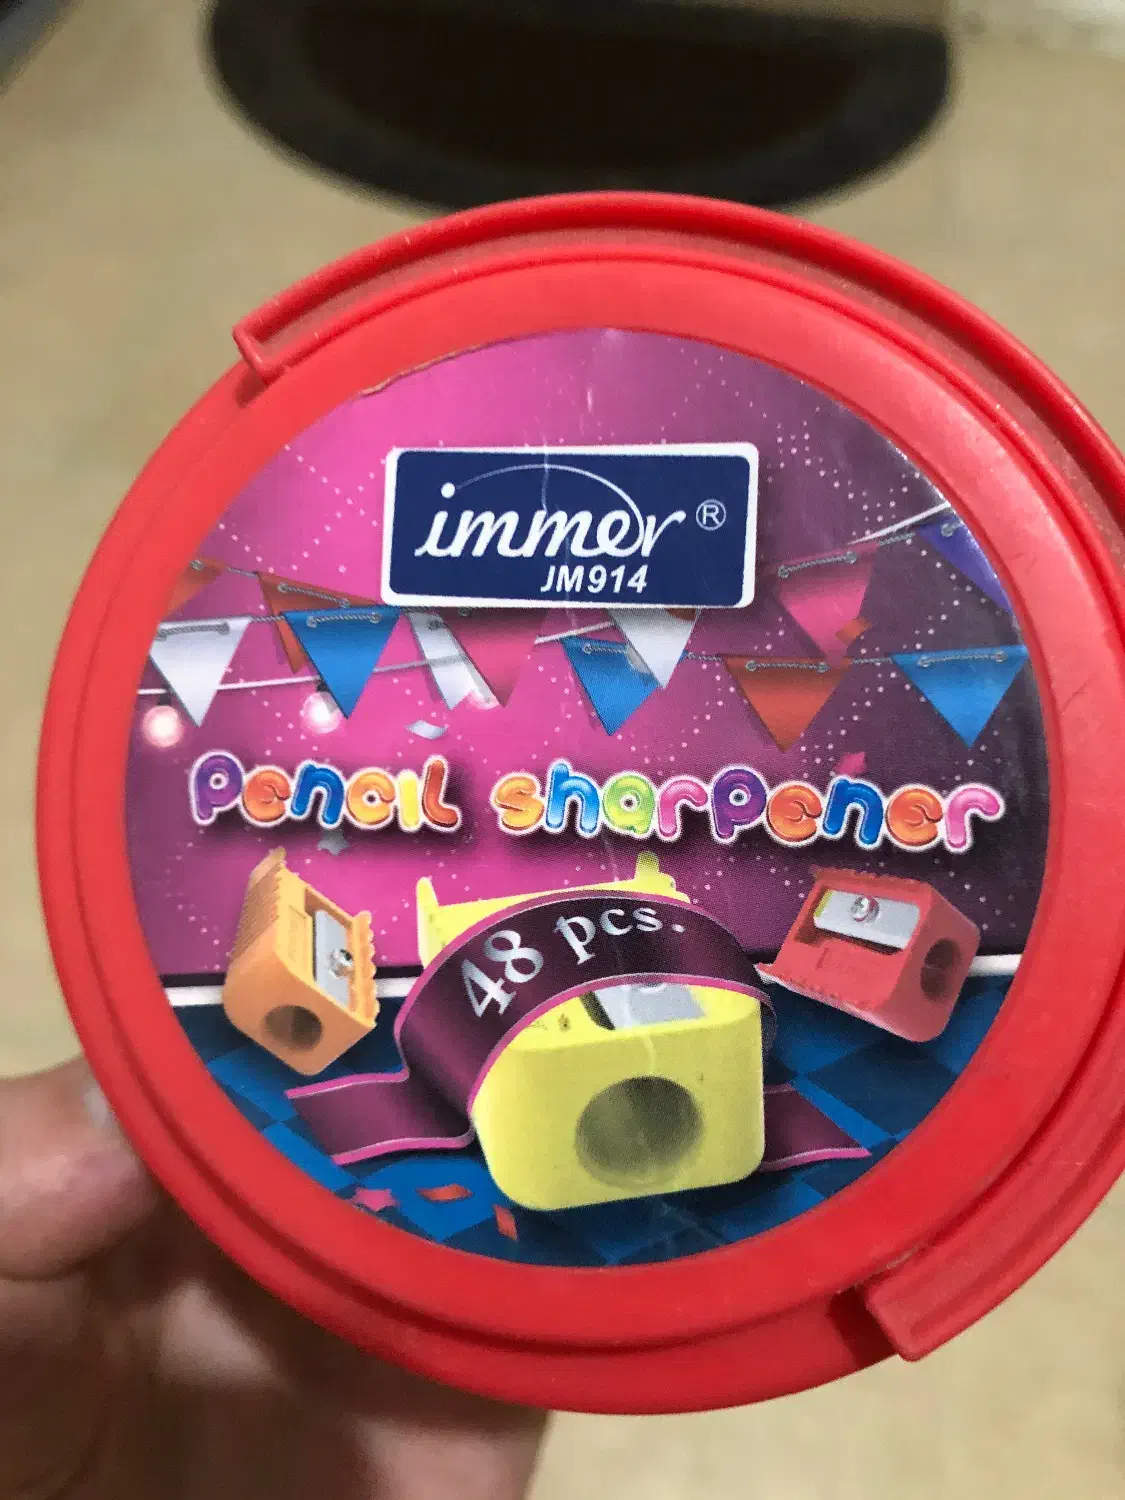 immer ®
JM914
Pencil sharpener
48 pcs.